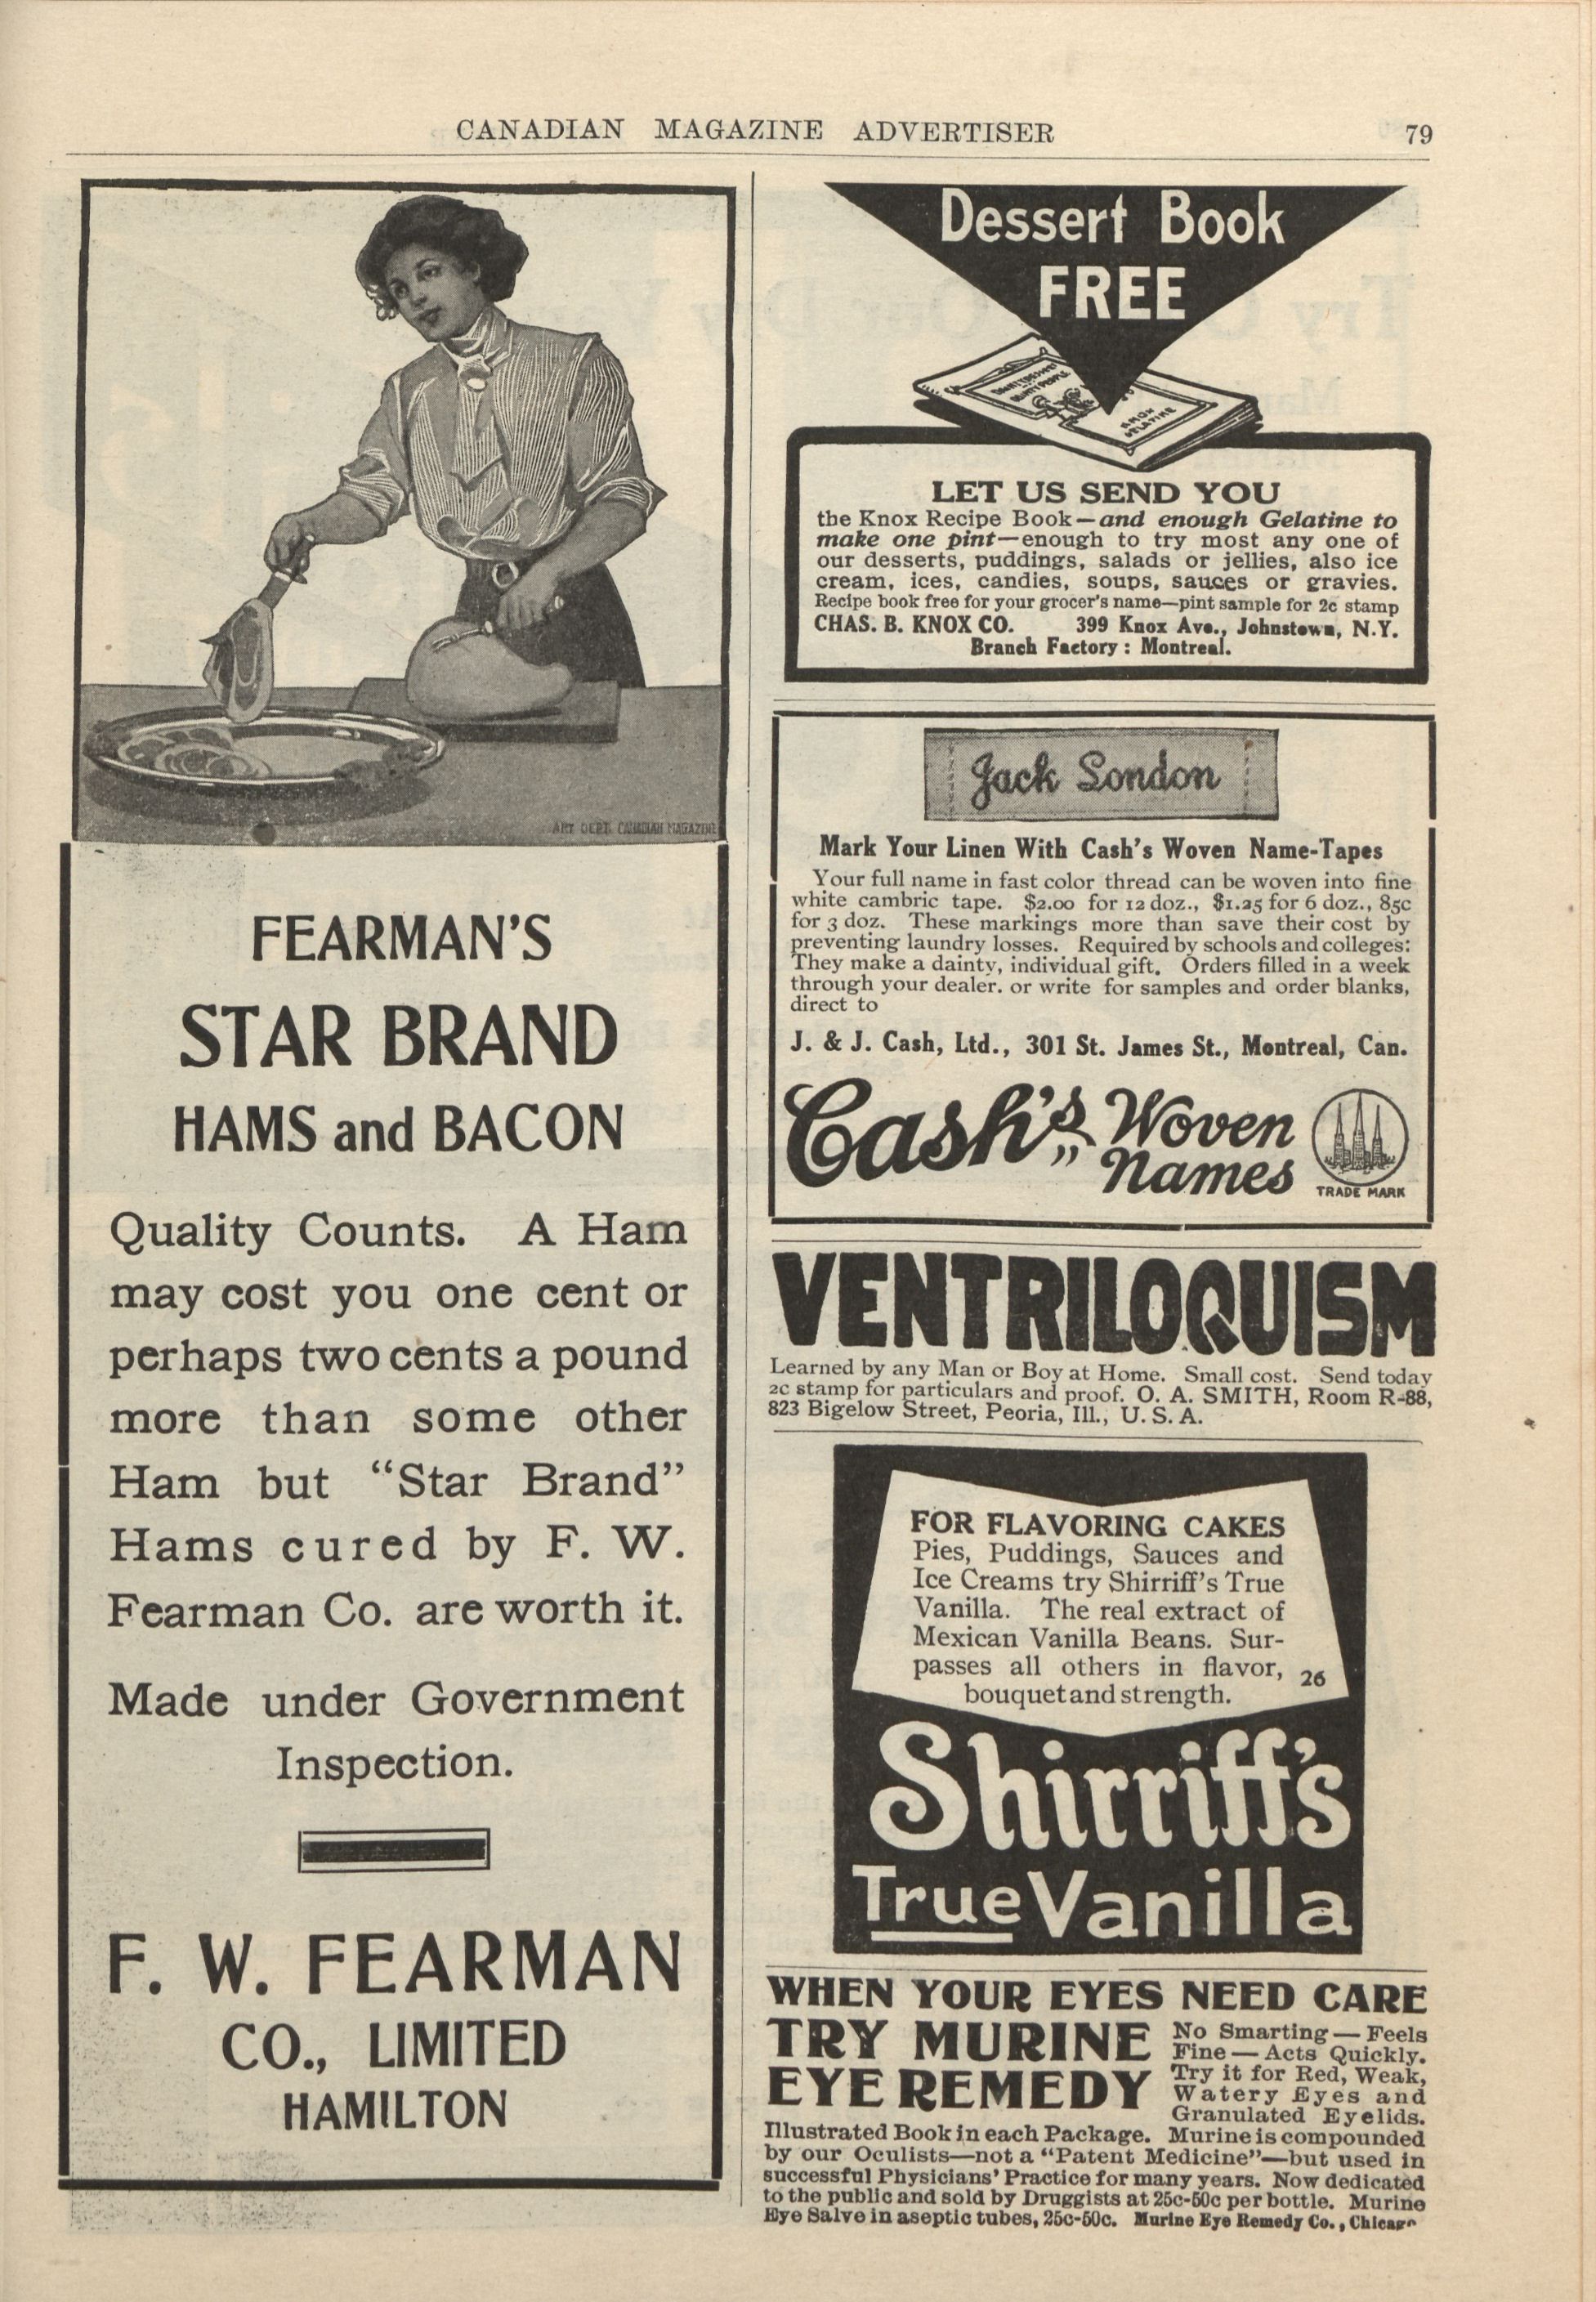 CANADIAN MAGAZINE ADVERTISER 79
ART DEPT. CANADIAN MAGAZINE
FEARMAN'S
STAR BRAND
HAMS and BACON
Quality Counts. A Ham
may cost you one cent or
perhaps two cents a pound
more than some other
Ham but “Star Brand”
Hams cured by F. W.
Fearman Co. are worth it.
Made under Government
Inspection.
F. W. FEARMAN
CO., LIMITED
HAMILTON
Dessert Book
FREE
KNOX
GELATINE
LET US SEND YOU
the Knox Recipe Book—and enough Gelatine to
make one pint—enough to try most any one of
our desserts, puddings, salads or jellies, also ice
cream, ices, candies, soups, sauces or gravies.
Recipe book free for your grocer's name—pint sample for 2c stamp
CHAS. B. KNOX CO. 399 Knox Ave., Johnstown, N.Y.
Branch Factory: Montreal.
Jack London
Mark Your Linen With Cash's Woven Name-Tapes
Your full name in fast color thread can be woven into fine
white cambric tape. $2.00 for 12 doz., $1.25 for 6 doz., 85c
for 3 doz. These markings more than save their cost by
preventing laundry losses. Required by schools and colleges:
They make a dainty, individual gift. Orders filled in a week
through your dealer. or write for samples and order blanks,
direct to
J. & J. Cash, Ltd., 301 St. James St., Montreal, Can.
Cash's Woven
Names
TRADE MARK
VENTRILOQUISM
Learned by any Man or Boy at Home. Small cost. Send today
2c stamp for particulars and proof. O. A. SMITH, Room R-88,
823 Bigelow Street, Peoria, Ill., U. S. A.
FOR FLAVORING CAKES
Pies, Puddings, Sauces and
Ice Creams try Shirriff's True
Vanilla. The real extract of
Mexican Vanilla Beans. Sur-
passes all others in flavor, 26
bouquet and strength.
Shirriff's
True Vanilla
WHEN YOUR EYES NEED CARE
TRY MURINE
EYE REMEDY
No Smarting—Feels
Fine—Acts Quickly.
Try it for Red, Weak,
Watery Eyes and
Granulated Eyelids.
Illustrated Book in each Package. Murine is compounded
by our Oculists—not a “Patent Medicine”—but used in
successful Physicians' Practice for many years. Now dedicated
to the public and sold by Druggists at 25c-50c per bottle. Murine
Eye Salve in aseptic tubes, 25c-50c. Murine Eye Remedy Co., Chicago